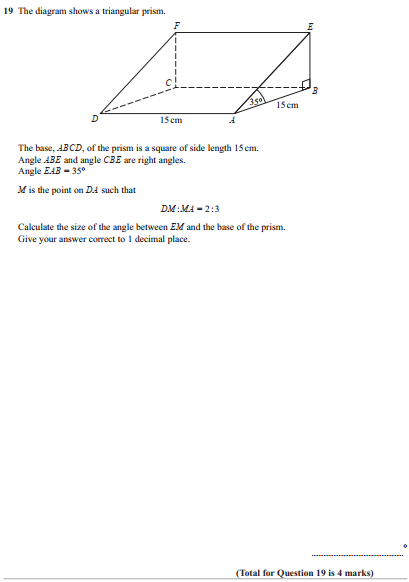 19 The diagram shows a triangular prism.
F
E
C
B
35°
15 cm
D
15 cm
A
The base, ABCD, of the prism is a square of side length 15 cm.
Angle ABE and angle CBE are right angles.
Angle EAB = 35°
M is the point on DA such that
DM : MA = 2 : 3
Calculate the size of the angle between EM and the base of the prism.
Give your answer correct to 1 decimal place.
°
(Total for Question 19 is 4 marks)